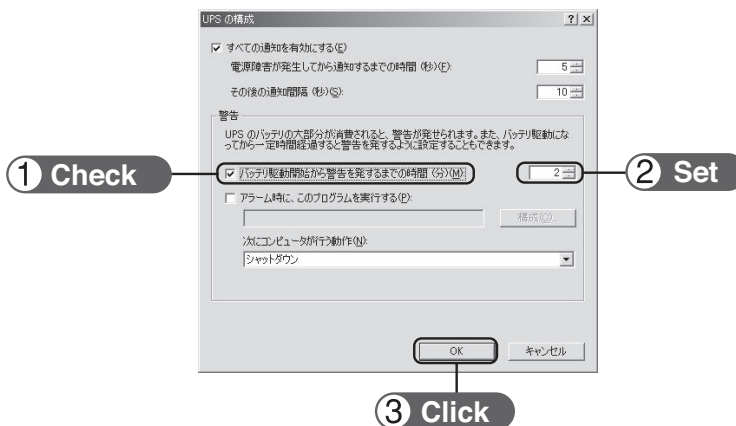 UPS の構成
すべての通知を有効にする(E)
電源障害が発生してから通知するまでの時間 (秒)(F): 5
その後の通知間隔 (秒)(S): 10
警告
UPS のバッテリの大部分が消費されると、警告が発せられます。また、バッテリ駆動にな
ってから一定時間経過すると警告を発するように設定することもできます。
① Check
バッテリ駆動開始から警告を発するまでの時間 (分)(M): 2
② Set
アラーム時に、このプログラムを実行する(P):
構成(C)...
次にコンピュータが行う動作(N):
シャットダウン
OK キャンセル
③ Click